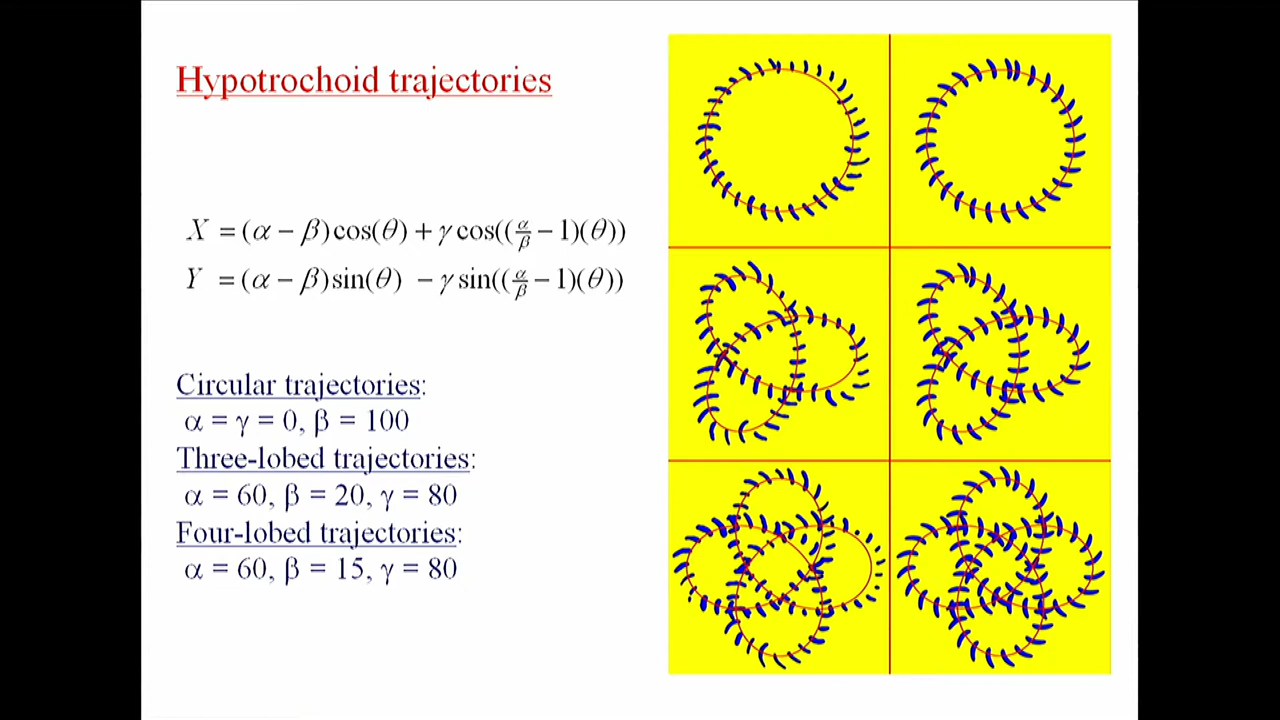 Hypotrochoid trajectories
X = (α − β)cos(θ) + γ cos((α/β − 1)(θ))
Y = (α − β)sin(θ) − γ sin((α/β − 1)(θ))
Circular trajectories:
α = γ = 0, β = 100
Three-lobed trajectories:
α = 60, β = 20, γ = 80
Four-lobed trajectories:
α = 60, β = 15, γ = 80